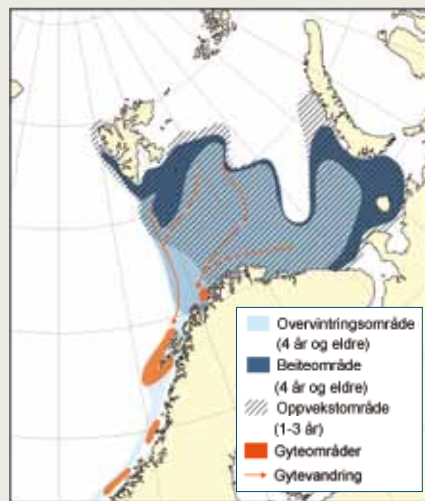 Overvintringsområde
(4 år og eldre)
Beiteområde
(4 år og eldre)
Oppvekstområde
(1-3 år)
Gyteområder
Gytevandring